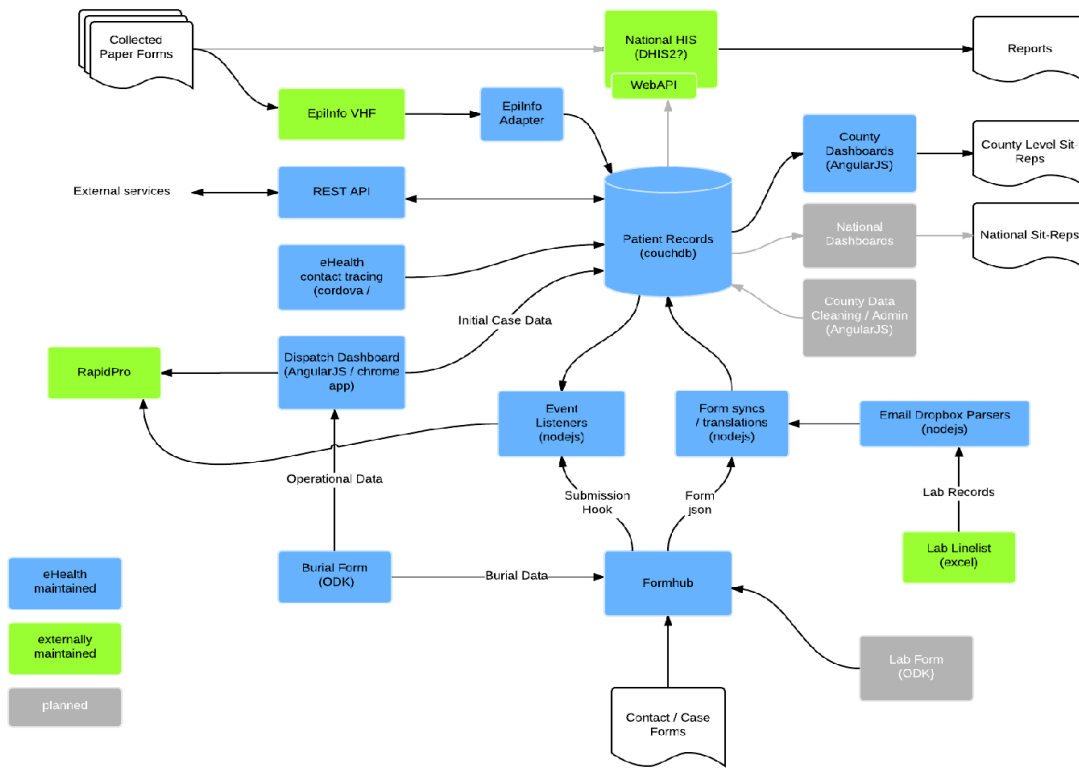 Collected
Paper Forms
National HIS
(DHIS2?)
WebAPI
Reports
EpiInfo VHF
EpiInfo
Adapter
County
Dashboards
(AngularJS)
County Level Sit-
Reps
External services
REST API
Patient Records
(couchdb)
National
Dashboards
National Sit-Reps
eHealth
contact tracing
(cordova /
County Data
Cleaning / Admin
(AngularJS)
Initial Case Data
RapidPro
Dispatch Dashboard
(AngularJS / chrome
app)
Event
Listeners
(nodejs)
Form syncs
/ translations
(nodejs)
Email Dropbox Parsers
(nodejs)
Operational Data
Submission
Hook
Form
json
Lab Records
Lab Linelist
(excel)
eHealth
maintained
Burial Form
(ODK)
Burial Data
Formhub
externally
maintained
Lab Form
(ODK)
planned
Contact / Case
Forms